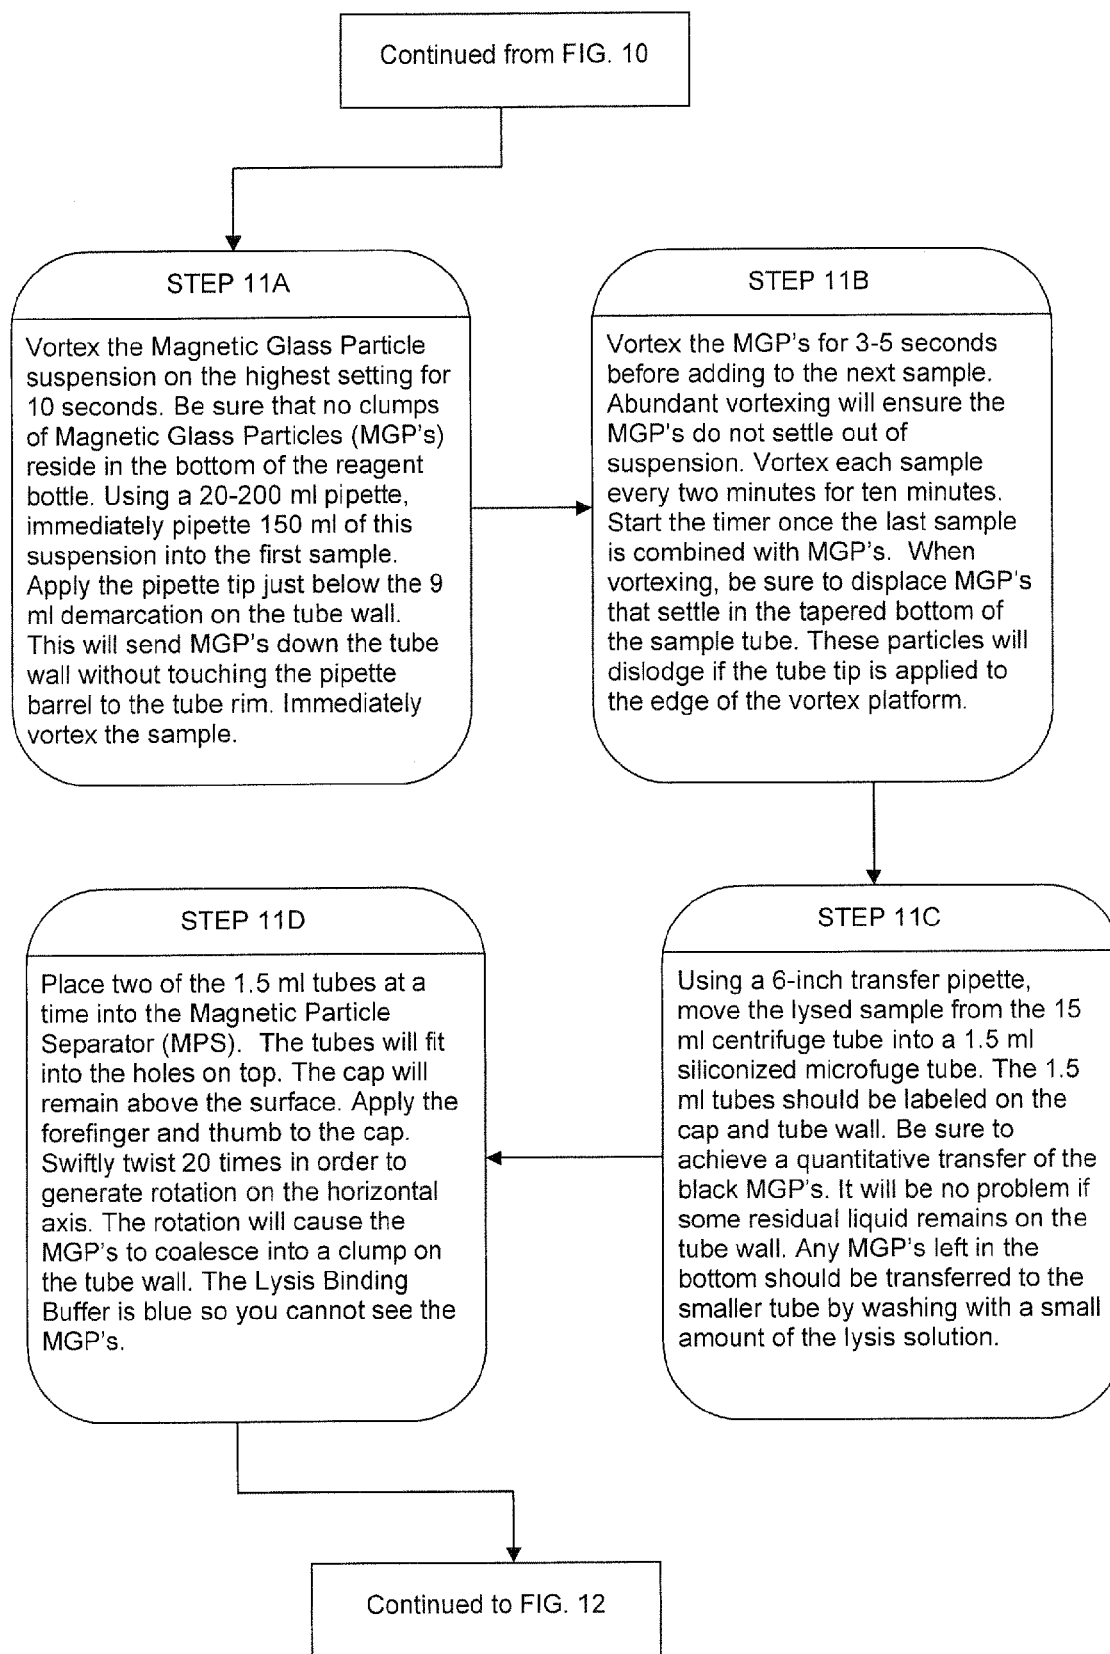 Continued from FIG. 10
STEP 11A
Vortex the Magnetic Glass Particle
suspension on the highest setting for
10 seconds. Be sure that no clumps
of Magnetic Glass Particles (MGP's)
reside in the bottom of the reagent
bottle. Using a 20-200 ml pipette,
immediately pipette 150 ml of this
suspension into the first sample.
Apply the pipette tip just below the 9
ml demarcation on the tube wall.
This will send MGP's down the tube
wall without touching the pipette
barrel to the tube rim. Immediately
vortex the sample.
STEP 11B
Vortex the MGP's for 3-5 seconds
before adding to the next sample.
Abundant vortexing will ensure the
MGP's do not settle out of
suspension. Vortex each sample
every two minutes for ten minutes.
Start the timer once the last sample
is combined with MGP's.  When
vortexing, be sure to displace MGP's
that settle in the tapered bottom of
the sample tube. These particles will
dislodge if the tube tip is applied to
the edge of the vortex platform.
STEP 11C
Using a 6-inch transfer pipette,
move the lysed sample from the 15
ml centrifuge tube into a 1.5 ml
siliconized microfuge tube. The 1.5
ml tubes should be labeled on the
cap and tube wall. Be sure to
achieve a quantitative transfer of the
black MGP's. It will be no problem if
some residual liquid remains on the
tube wall. Any MGP's left in the
bottom should be transferred to the
smaller tube by washing with a small
amount of the lysis solution.
STEP 11D
Place two of the 1.5 ml tubes at a
time into the Magnetic Particle
Separator (MPS).  The tubes will fit
into the holes on top. The cap will
remain above the surface. Apply the
forefinger and thumb to the cap.
Swiftly twist 20 times in order to
generate rotation on the horizontal
axis. The rotation will cause the
MGP's to coalesce into a clump on
the tube wall. The Lysis Binding
Buffer is blue so you cannot see the
MGP's.
Continued to FIG. 12